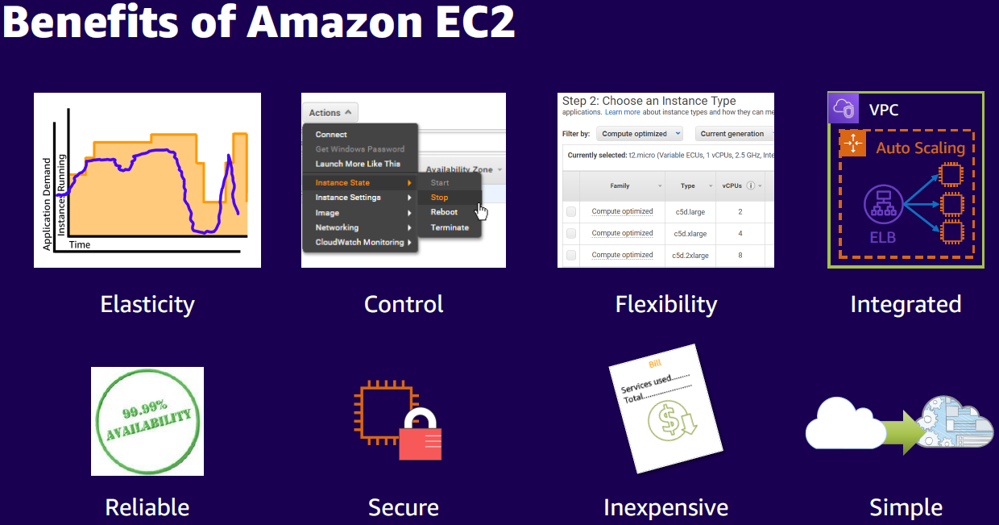 Benefits of Amazon EC2
Application Demand
Instances Running
Time
Elasticity
Actions
Connect
Get Windows Password
Launch More Like This
Instance State
Instance Settings
Image
Networking
CloudWatch Monitoring
Availability Zone
Start
Stop
Reboot
Terminate
Control
Step 2: Choose an Instance Type
applications. Learn more about instance types and how they can me
Filter by: Compute optimized Current generation
Currently selected: t2.micro (Variable ECUs, 1 vCPUs, 2.5 GHz, Inte
Family Type vCPUs i
Compute optimized c5d.large 2
Compute optimized c5d.xlarge 4
Compute optimized c5d.2xlarge 8
Flexibility
VPC
Auto Scaling
ELB
Integrated
99.99%
AVAILABILITY
Reliable
Secure
Bill
Services used.........
Total......................
$
Inexpensive
Simple